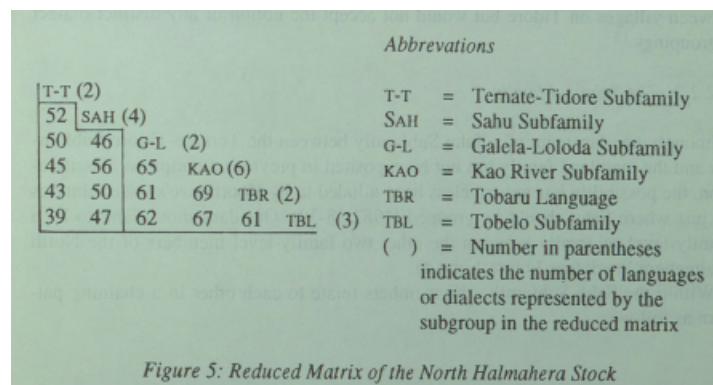 Abbrevations
T-T (2)
52 SAH (4)
50 46 G-L (2)
45 56 65 KAO (6)
43 50 61 69 TBR (2)
39 47 62 67 61 TBL (3)
T-T = Ternate-Tidore Subfamily
SAH = Sahu Subfamily
G-L = Galela-Loloda Subfamily
KAO = Kao River Subfamily
TBR = Tobaru Language
TBL = Tobelo Subfamily
( ) = Number in parentheses
indicates the number of languages
or dialects represented by the
subgroup in the reduced matrix
Figure 5: Reduced Matrix of the North Halmahera Stock